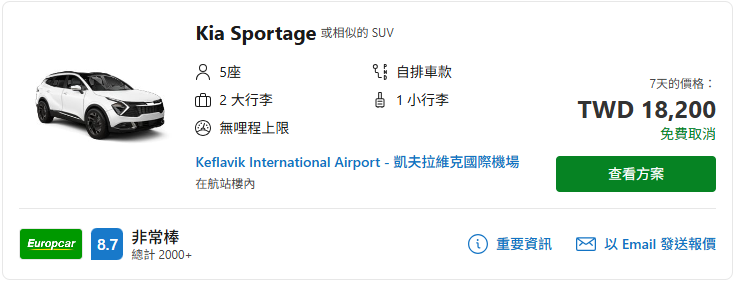 Kia Sportage 或相似的 SUV
5座
自排車款
2 大行李
1 小行李
無哩程上限
Keflavik International Airport - 凱夫拉維克國際機場
在航站樓內
7天的價格：
TWD 18,200
免費取消
查看方案
Europcar
8.7
非常棒
總計 2000+
重要資訊
以 Email 發送報價